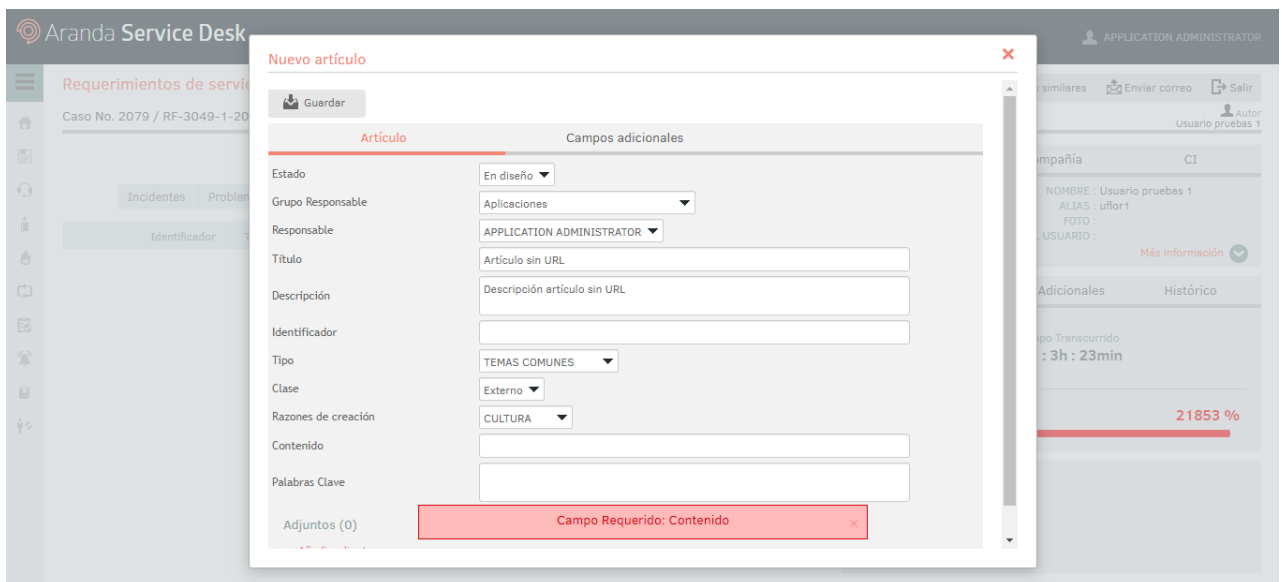 Aranda Service Desk
APPLICATION ADMINISTRATOR
Requerimientos de servic
similares
Enviar correo
Salir
Caso No. 2079 / RF-3049-1-20
Autor
Usuario pruebas 1
Incidentes
Problem
Identificador
Nuevo artículo
Guardar
Artículo
Campos adicionales
Estado
En diseño
Grupo Responsable
Aplicaciones
Responsable
APPLICATION ADMINISTRATOR
Título
Artículo sin URL
Descripción
Descripción artículo sin URL
Identificador
Tipo
TEMAS COMUNES
Clase
Externo
Razones de creación
CULTURA
Contenido
Palabras Clave
Adjuntos (0)
Campo Requerido: Contenido
ompañía
CI
NOMBRE : Usuario pruebas 1
ALIAS : uflor1
FOTO :
USUARIO :
Más información
Adicionales
Histórico
po Transcurrido
: 3h : 23min
21853 %